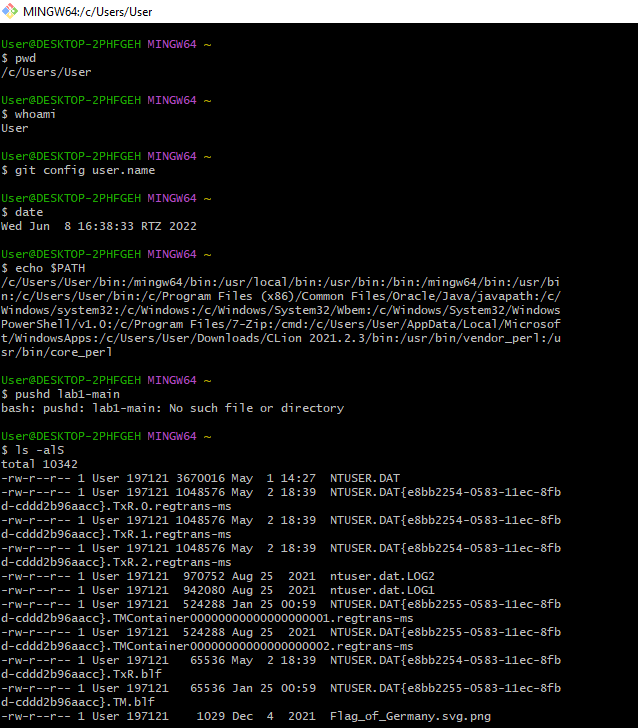 MINGW64:/c/Users/User
User@DESKTOP-2PHFGEH MINGW64 ~
$ pwd
/c/Users/User
User@DESKTOP-2PHFGEH MINGW64 ~
$ whoami
User
User@DESKTOP-2PHFGEH MINGW64 ~
$ git config user.name
User@DESKTOP-2PHFGEH MINGW64 ~
$ date
Wed Jun  8 16:38:33 RTZ 2022
User@DESKTOP-2PHFGEH MINGW64 ~
$ echo $PATH
/c/Users/User/bin:/mingw64/bin:/usr/local/bin:/usr/bin:/bin:/mingw64/bin:/usr/bi
n:/c/Users/User/bin:/c/Program Files (x86)/Common Files/Oracle/Java/javapath:/c/
Windows/system32:/c/Windows:/c/Windows/System32/Wbem:/c/Windows/System32/Windows
PowerShell/v1.0:/c/Program Files/7-Zip:/cmd:/c/Users/User/AppData/Local/Microsof
t/WindowsApps:/c/Users/User/Downloads/CLion 2021.2.3/bin:/usr/bin/vendor_perl:/u
sr/bin/core_perl
User@DESKTOP-2PHFGEH MINGW64 ~
$ pushd lab1-main
bash: pushd: lab1-main: No such file or directory
User@DESKTOP-2PHFGEH MINGW64 ~
$ ls -alS
total 10342
-rw-r--r-- 1 User 197121 3670016 May  1 14:27  NTUSER.DAT
-rw-r--r-- 1 User 197121 1048576 May  2 18:39  NTUSER.DAT{e8bb2254-0583-11ec-8fb
d-cddd2b96aacc}.TxR.0.regtrans-ms
-rw-r--r-- 1 User 197121 1048576 May  2 18:39  NTUSER.DAT{e8bb2254-0583-11ec-8fb
d-cddd2b96aacc}.TxR.1.regtrans-ms
-rw-r--r-- 1 User 197121 1048576 May  2 18:39  NTUSER.DAT{e8bb2254-0583-11ec-8fb
d-cddd2b96aacc}.TxR.2.regtrans-ms
-rw-r--r-- 1 User 197121  970752 Aug 25  2021  ntuser.dat.LOG2
-rw-r--r-- 1 User 197121  942080 Aug 25  2021  ntuser.dat.LOG1
-rw-r--r-- 1 User 197121  524288 Jan 25 00:59  NTUSER.DAT{e8bb2255-0583-11ec-8fb
d-cddd2b96aacc}.TMContainer00000000000000000001.regtrans-ms
-rw-r--r-- 1 User 197121  524288 Aug 25  2021  NTUSER.DAT{e8bb2255-0583-11ec-8fb
d-cddd2b96aacc}.TMContainer00000000000000000002.regtrans-ms
-rw-r--r-- 1 User 197121   65536 May  2 18:39  NTUSER.DAT{e8bb2254-0583-11ec-8fb
d-cddd2b96aacc}.TxR.blf
-rw-r--r-- 1 User 197121   65536 Jan 25 00:59  NTUSER.DAT{e8bb2255-0583-11ec-8fb
d-cddd2b96aacc}.TM.blf
-rw-r--r-- 1 User 197121    1029 Dec  4  2021  Flag_of_Germany.svg.png